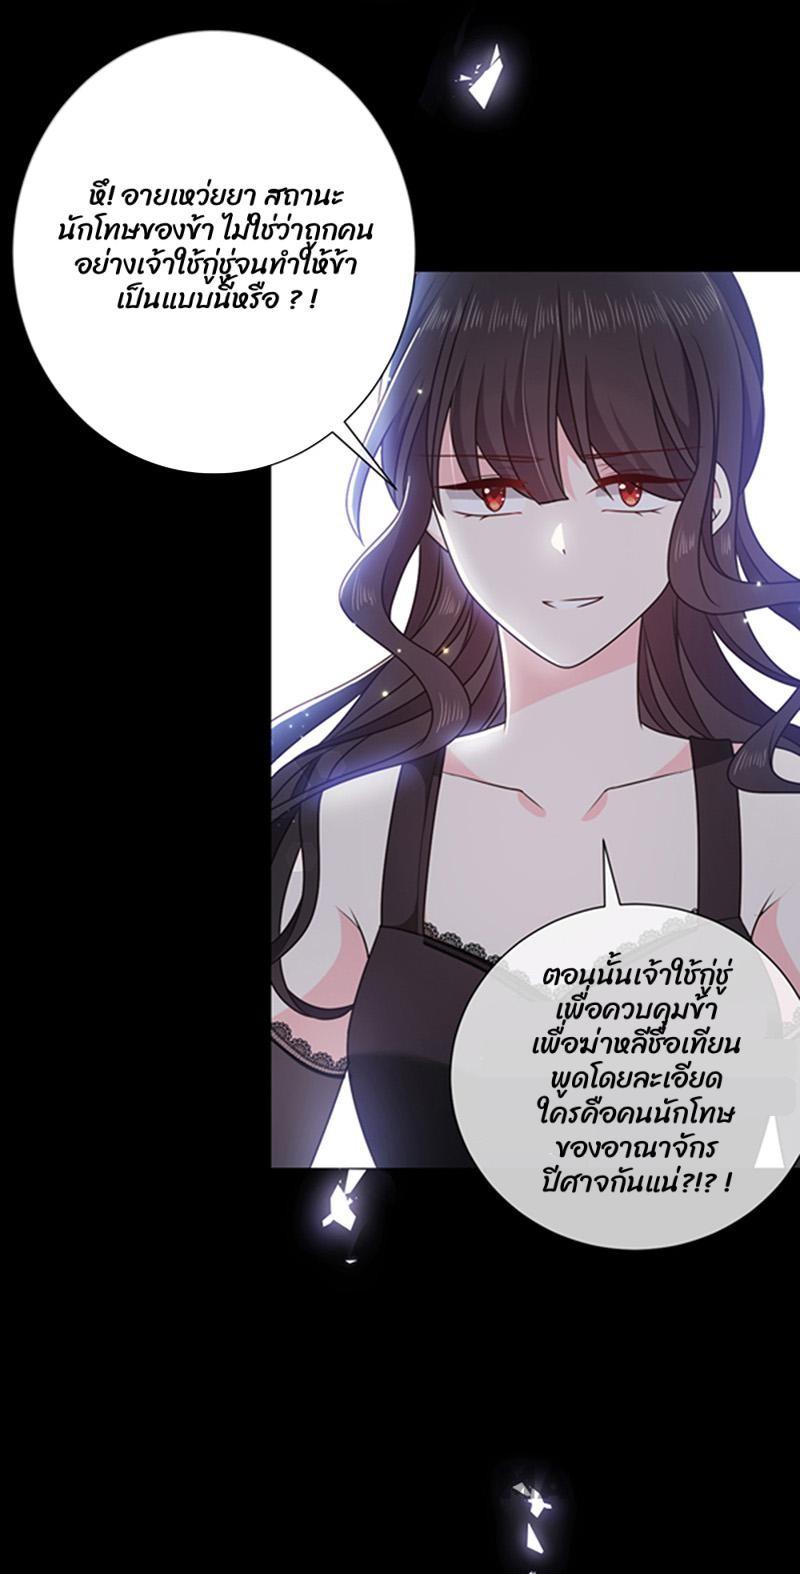 หึ! อายเหว่ยยา สถานะ
นักโทษของข้า ไม่ใช่ว่าถูกคน
อย่างเจ้าใช้กู่ชู่จนทำให้ข้า
เป็นแบบนี้หรือ ? !
ตอนนั้นเจ้าใช้กู่ชู่
เพื่อควบคุมข้า
เพื่อฆ่าหลีชื่อเทียน
พูดโดยละเอียด
ใครคือคนนักโทษ
ของอาณาจักร
ปีศาจกันแน่?!? !